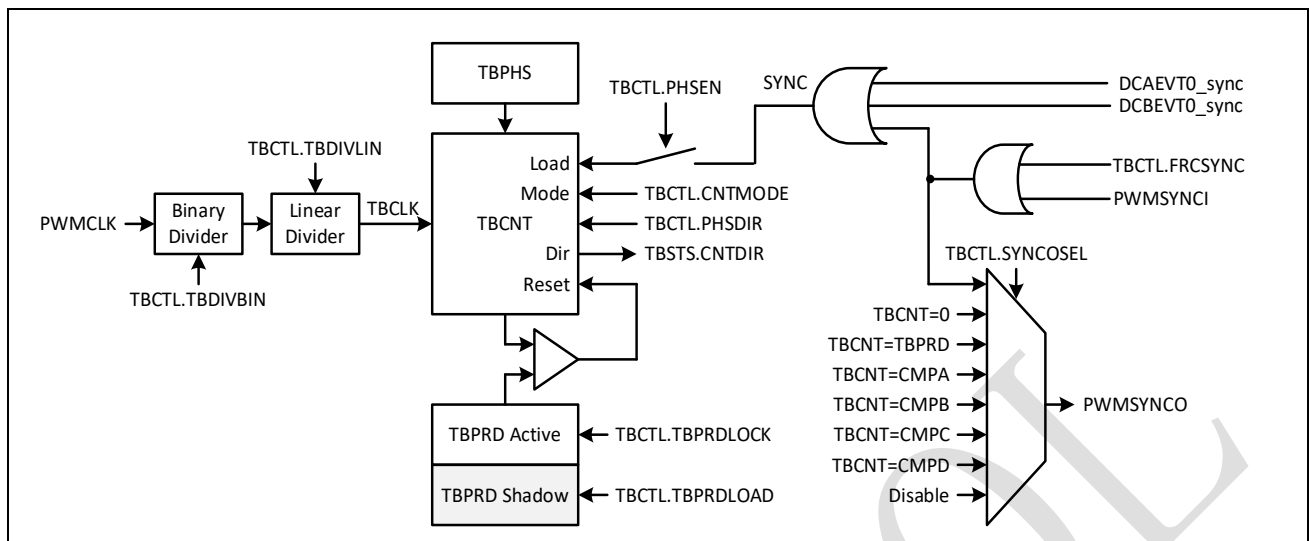 TBPHS
SYNC
DCAEVT0_sync
TBCTL.PHSEN
DCBEVT0_sync
TBCTL.TBDIVLIN
Load
TBCTL.FRCSYNC
Mode
TBCTL.CNTMODE
PWMSYNCI
PWMCLK
Binary
Divider
Linear
Divider
TBCLK
TBCNT
TBCTL.PHSDIR
Dir
TBSTS.CNTDIR
TBCTL.SYNCOSEL
Reset
TBCTL.TBDIVBIN
TBCNT=0
TBCNT=TBPRD
TBCNT=CMPA
TBCNT=CMPB
PWMSYNCO
TBPRD Active
TBCTL.TBPRDLOCK
TBCNT=CMPC
TBCNT=CMPD
TBPRD Shadow
TBCTL.TBPRDLOAD
Disable